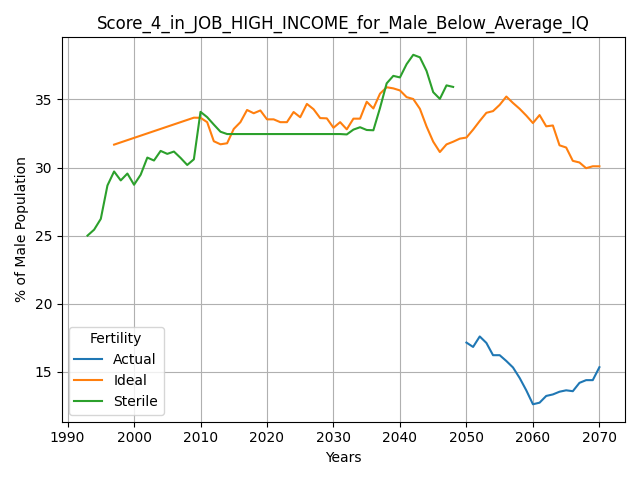 Score_4_in_JOB_HIGH_INCOME_for_Male_Below_Average_IQ
% of Male Population
35
30
25
20
15
Fertility
Actual
Ideal
Sterile
1990 2000 2010 2020 2030 2040 2050 2060 2070
Years